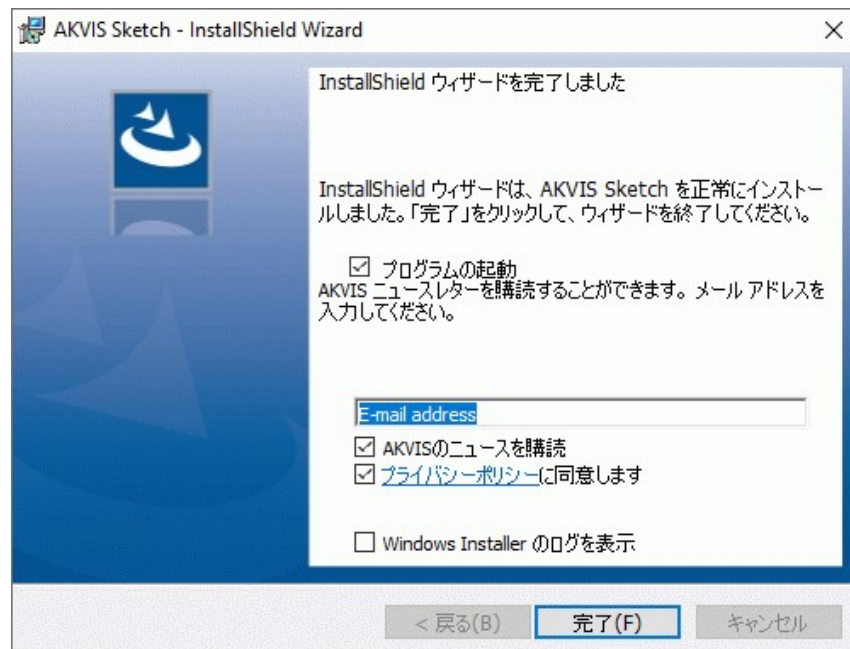 AKVIS Sketch - InstallShield Wizard
InstallShield ウィザードを完了しました
InstallShield ウィザードは、AKVIS Sketch を正常にインストー
ルしました。「完了」をクリックして、ウィザードを終了してください。
プログラムの起動
AKVIS ニュースレターを購読することができます。メール アドレスを
入力してください。
E-mail address
AKVISのニュースを購読
プライバシーポリシーに同意します
Windows Installer のログを表示
< 戻る(B)
完了(F)
キャンセル